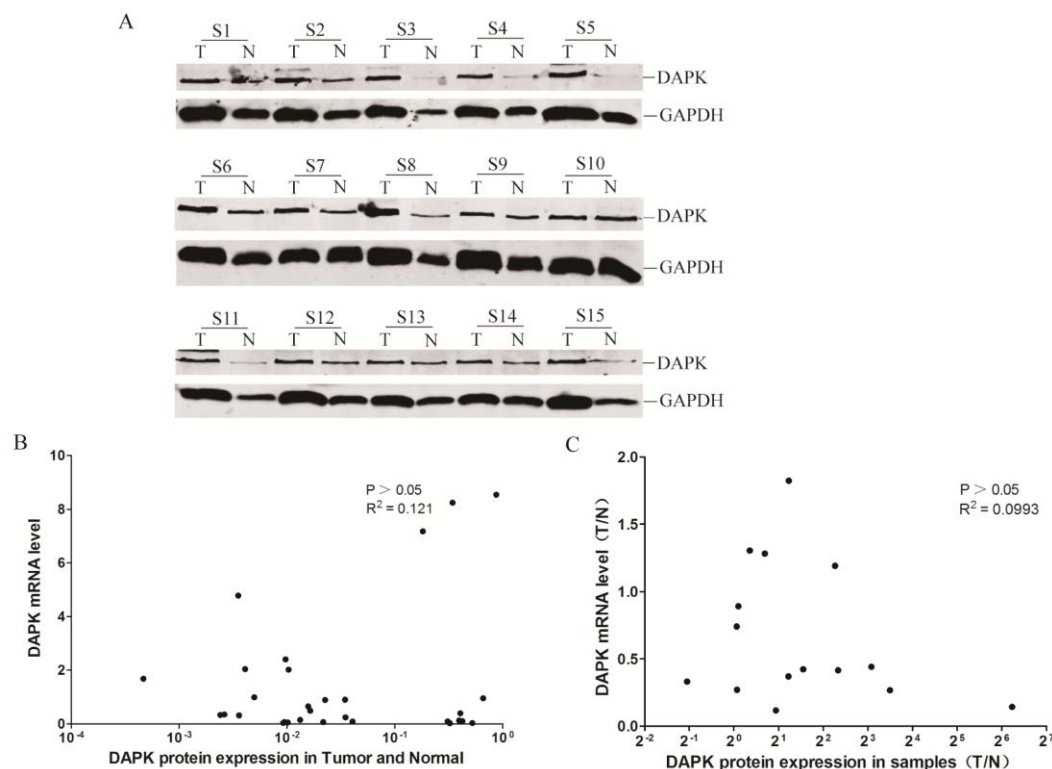 A
S1 S2 S3 S4 S5
T N T N T N T N T N
DAPK
GAPDH
S6 S7 S8 S9 S10
T N T N T N T N T N
DAPK
GAPDH
S11 S12 S13 S14 S15
T N T N T N T N T N
DAPK
GAPDH
B
DAPK mRNA level
10
8
6
4
2
0
P > 0.05
R² = 0.121
10⁻⁴ 10⁻³ 10⁻² 10⁻¹ 10⁰
DAPK protein expression in Tumor and Normal
C
DAPK mRNA level (T/N)
2.0
1.5
1.0
0.5
0.0
P > 0.05
R² = 0.0993
2⁻² 2⁻¹ 2⁰ 2¹ 2² 2³ 2⁴ 2⁵ 2⁶ 2⁷
DAPK protein expression in samples (T/N)